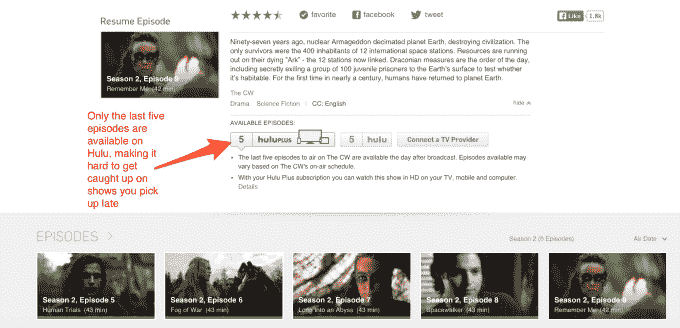 Resume Episode
favorite
facebook
tweet
Like
1.8k
Season 2, Episode 9
Remember Me (42 min)
Ninety-seven years ago, nuclear Armageddon decimated planet Earth, destroying civilization. The
only survivors were the 400 inhabitants of 12 international space stations. Resources are running
out on their dying "Ark" - the 12 stations now linked. Draconian measures are the order of the day,
including secretly exiling a group of 100 juvenile prisoners to the Earth's surface to test whether
it's habitable. For the first time in nearly a century, humans have returned to planet Earth.
The CW
Drama Science Fiction | CC: English
hide
Only the last five
episodes are
available on
Hulu, making it
hard to get
caught up on
shows you pick
up late
AVAILABLE EPISODES:
5 huluPLUS
5 hulu
Connect a TV Provider
• The last five episodes to air on The CW are available the day after broadcast. Episodes available may
vary based on The CW's on-air schedule.
• With your Hulu Plus subscription you can watch this show in HD on your TV, mobile and computer.
Details
EPISODES
Season 2 (5 Episodes)
Air Date
Season 2, Episode 5
Human Trials (43 min)
Season 2, Episode 6
Fog of War (43 min)
Season 2, Episode 7
Long Into an Abyss (43 min)
Season 2, Episode 8
Spacewalker (43 min)
Season 2, Episode 9
Remember Me (42 min)